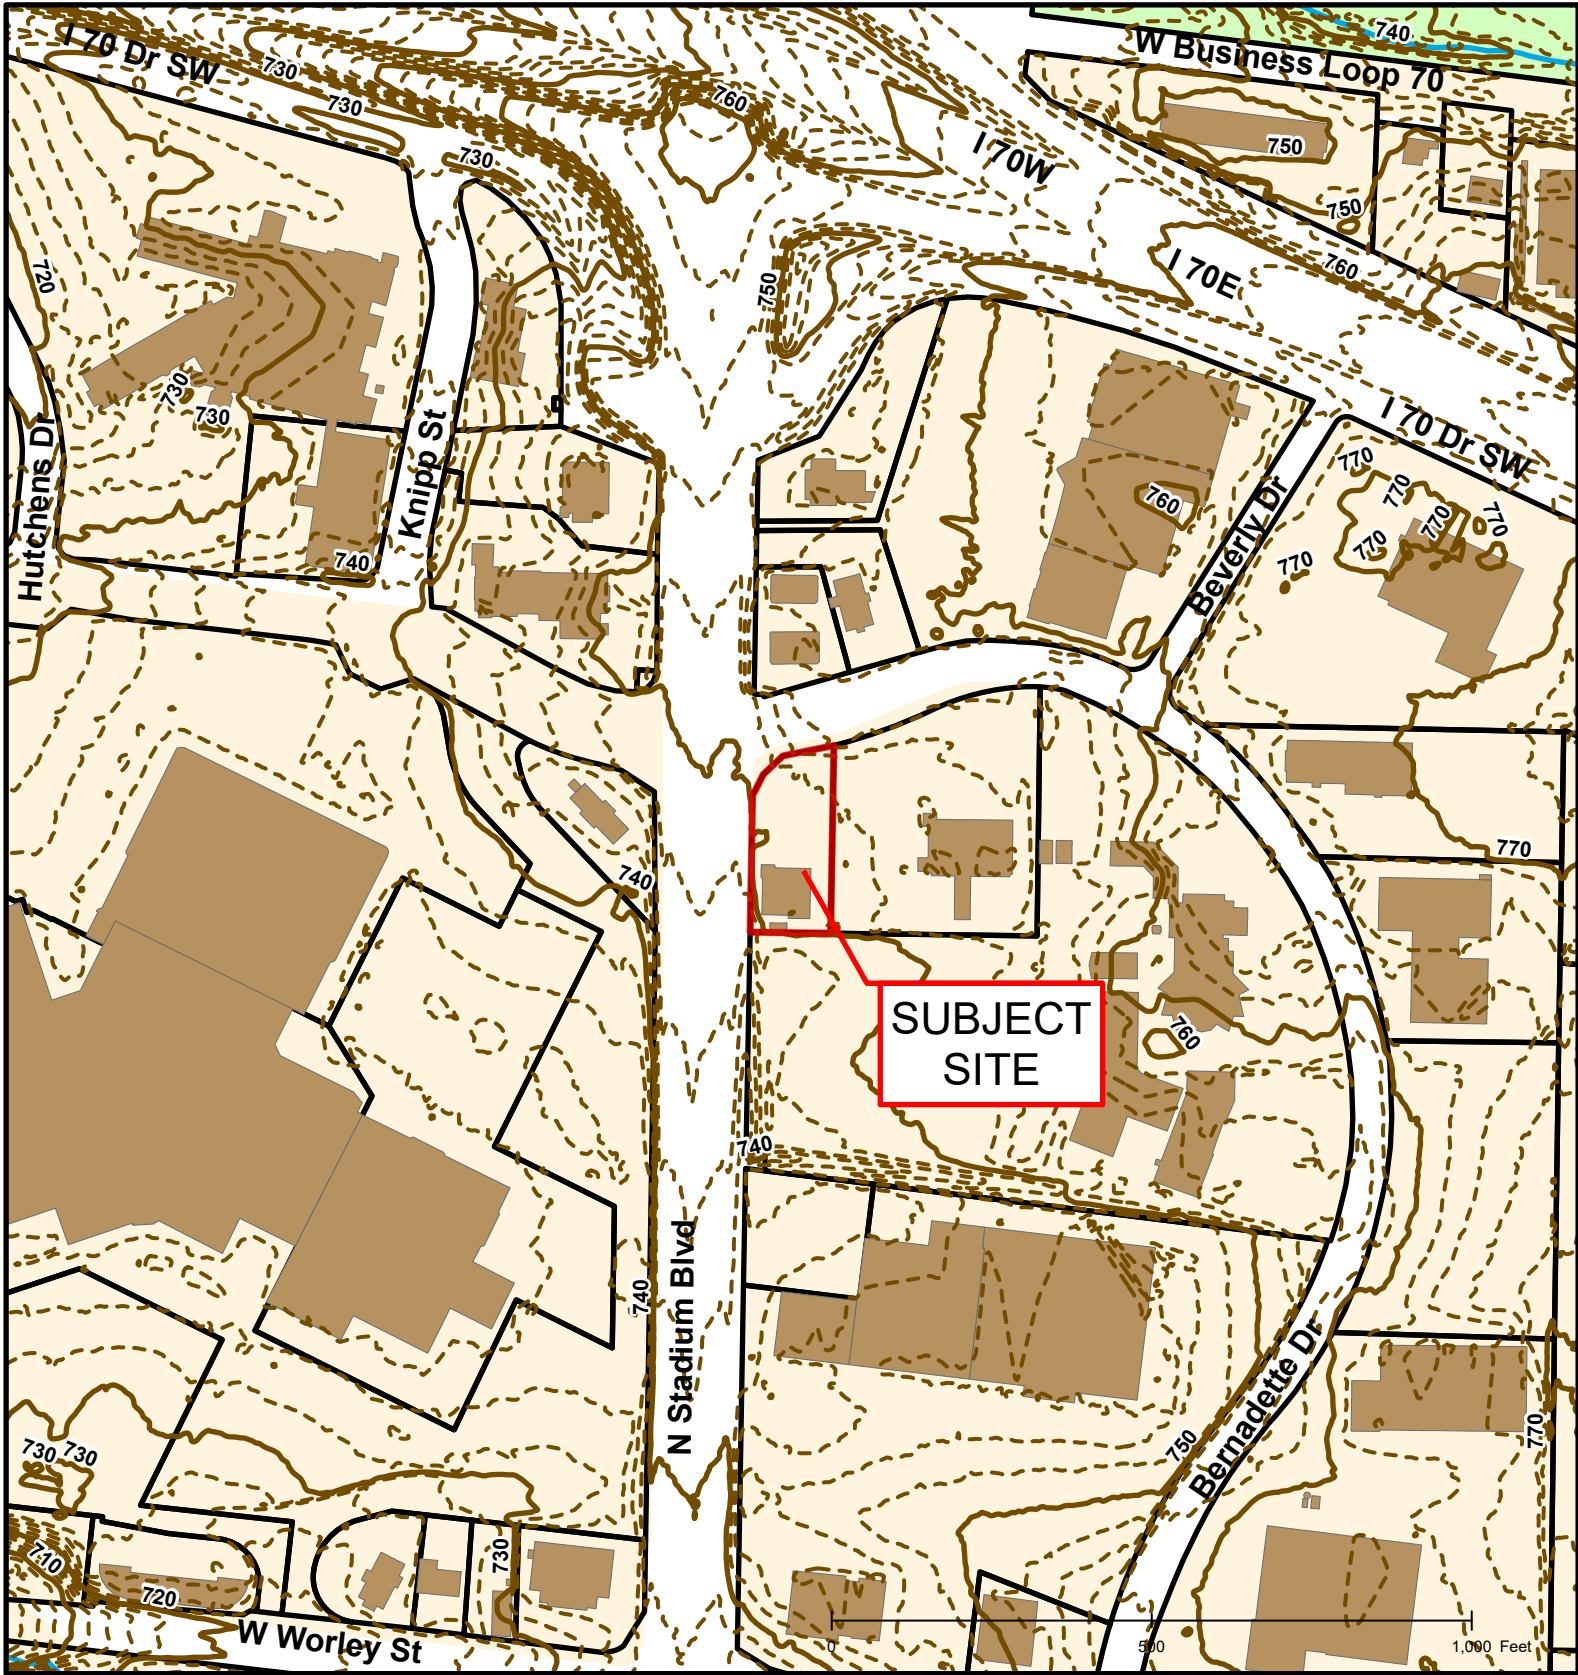 I 70 Dr SW
730
730
730
760
740
W Business Loop 70
750
750
I 70W
I 70E
760
750
720
730
730
Hutchens Dr
Knipp St
740
760
Beverly Dr
I 70 Dr SW
770
770
770
770
770
770
770
740
SUBJECT
SITE
760
740
740
N Stadium Blvd
750
Bernadette Dr
770
730
730
710
720
730
W Worley St
0
500
1,000 Feet